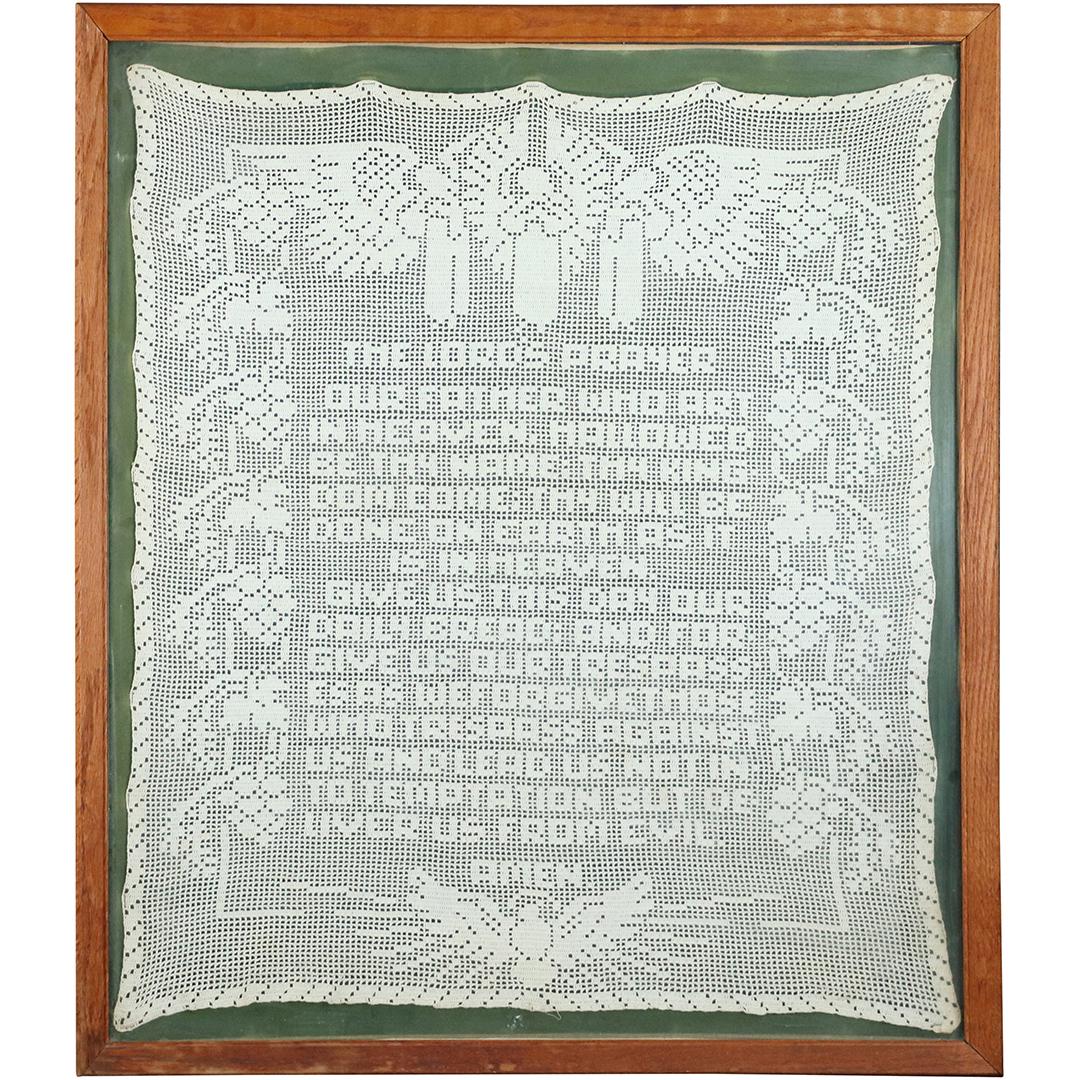 THE LORD'S PRAYER
OUR FATHER WHO ART
IN HEAVEN HALLOWED
BE THY NAME THY KING
DOM COME THY WILL BE
DONE ON EARTH AS IT
IS IN HEAVEN
GIVE US THIS DAY OUR
DAILY BREAD AND FOR
GIVE US OUR TRESPASS
ES AS WE FORGIVE THOSE
WHO TRESPASS AGAINST
US AND LEAD US NOT IN
TO TEMPTATION BUT DE
LIVER US FROM EVIL
AMEN